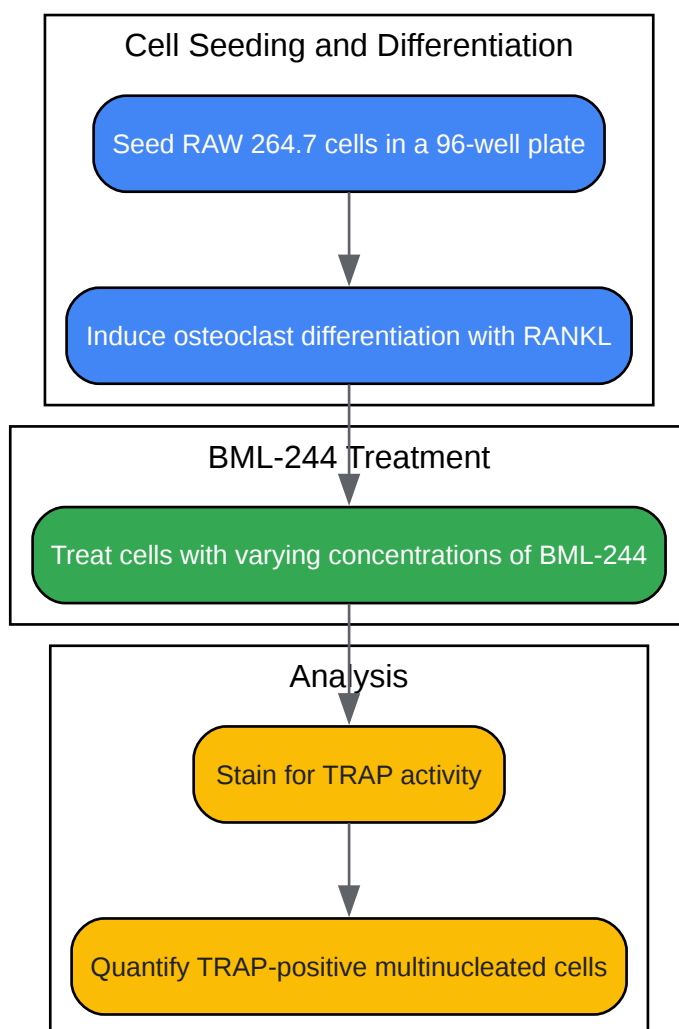 Cell Seeding and Differentiation
Seed RAW 264.7 cells in a 96-well plate
Induce osteoclast differentiation with RANKL
BML-244 Treatment
Treat cells with varying concentrations of BML-244
Analysis
Stain for TRAP activity
Quantify TRAP-positive multinucleated cells